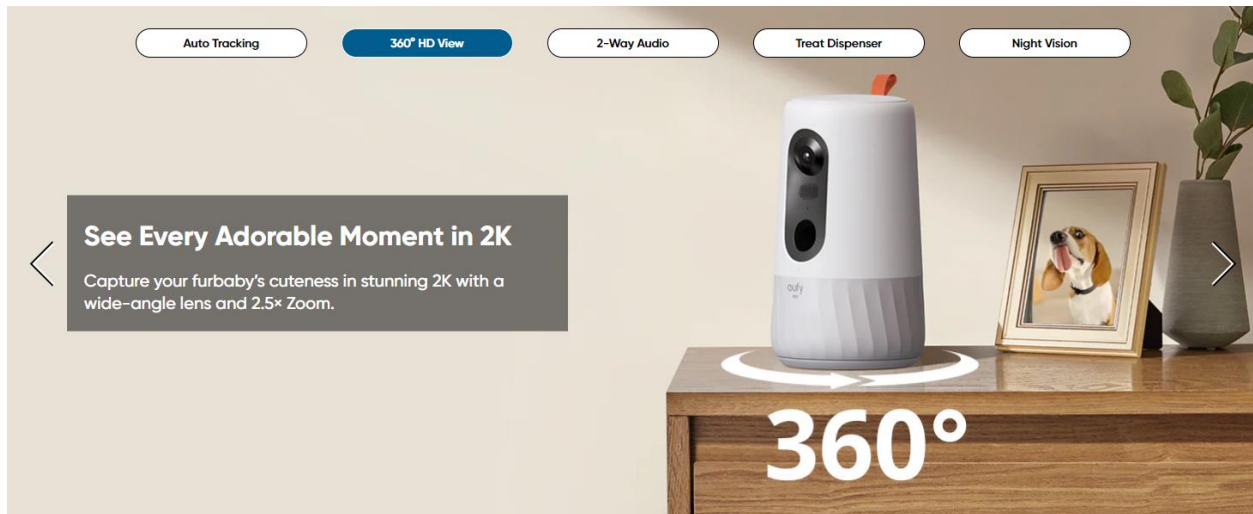 Auto Tracking
360° HD View
2-Way Audio
Treat Dispenser
Night Vision
See Every Adorable Moment in 2K
Capture your furbaby's cuteness in stunning 2K with a
wide-angle lens and 2.5× Zoom.
eufy
360°